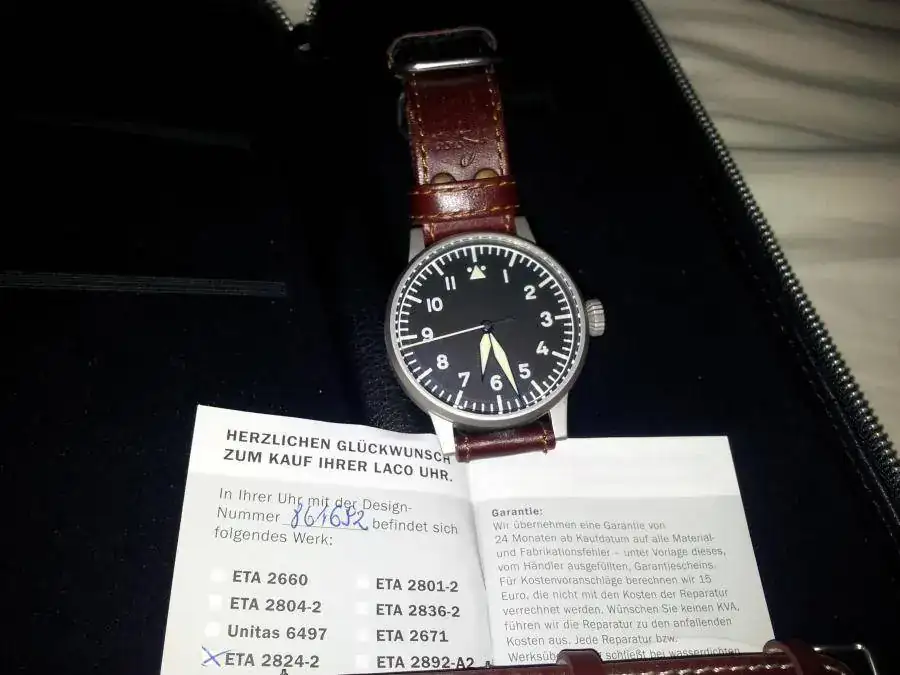 11 1
10 2
9 3
8 4
7 6 5
HERZLICHEN GLÜCKWUNSCH
ZUM KAUF IHRER LACO UHR.
In Ihrer Uhr mit der Design-
Nummer 861692 befindet sich
folgendes Werk:
ETA 2660
ETA 2804-2
Unitas 6497
ETA 2824-2
ETA 2801-2
ETA 2836-2
ETA 2671
ETA 2892-A2
Garantie:
Wir übernehmen eine Garantie von
24 Monaten ab Kaufdatum auf alle Material-
und Fabrikationsfehler – unter Vorlage dieses,
vom Händler ausgefüllten, Garantiescheins.
Für Kostenvoranschläge berechnen wir 15
Euro, die nicht mit den Kosten der Reparatur
verrechnet werden. Wünschen Sie keinen KVA,
führen wir die Reparatur zu den anfallenden
Kosten aus. Jede Reparatur bzw.
schließt bei wasserdichten